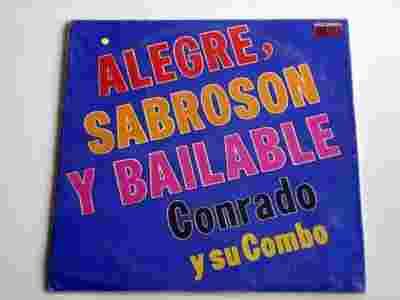 ALEGRE,
SABROSON
Y BAILABLE
Conrado
y su Combo